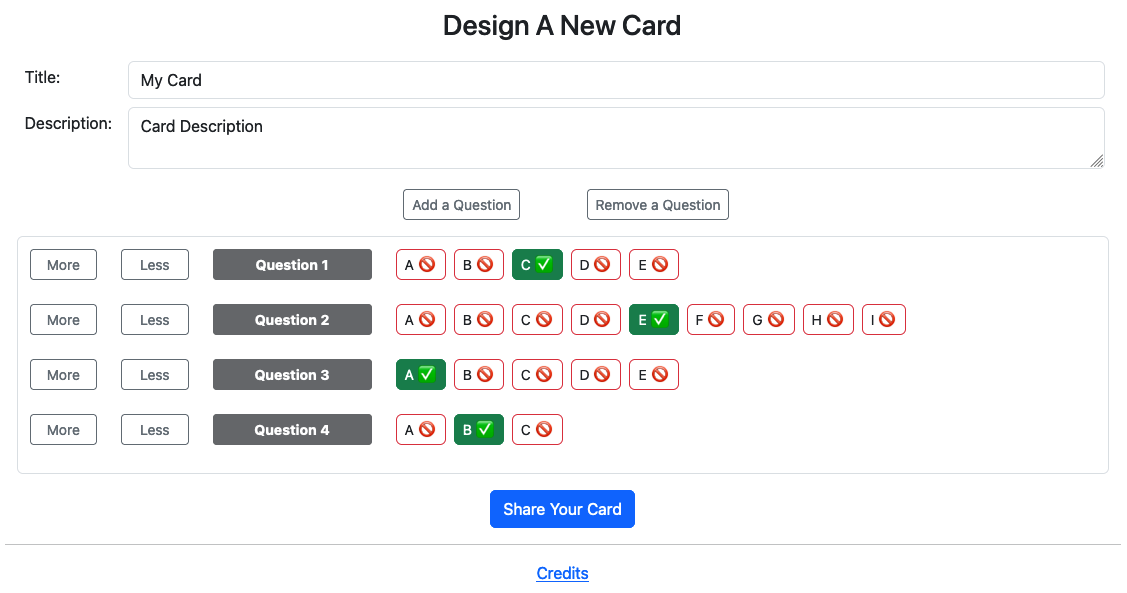 Design A New Card
Title: My Card
Description: Card Description
Add a Question Remove a Question
More Less Question 1 A 🚫 B 🚫 C ✅ D 🚫 E 🚫
More Less Question 2 A 🚫 B 🚫 C 🚫 D 🚫 E ✅ F 🚫 G 🚫 H 🚫 I 🚫
More Less Question 3 A ✅ B 🚫 C 🚫 D 🚫 E 🚫
More Less Question 4 A 🚫 B ✅ C 🚫
Share Your Card
Credits